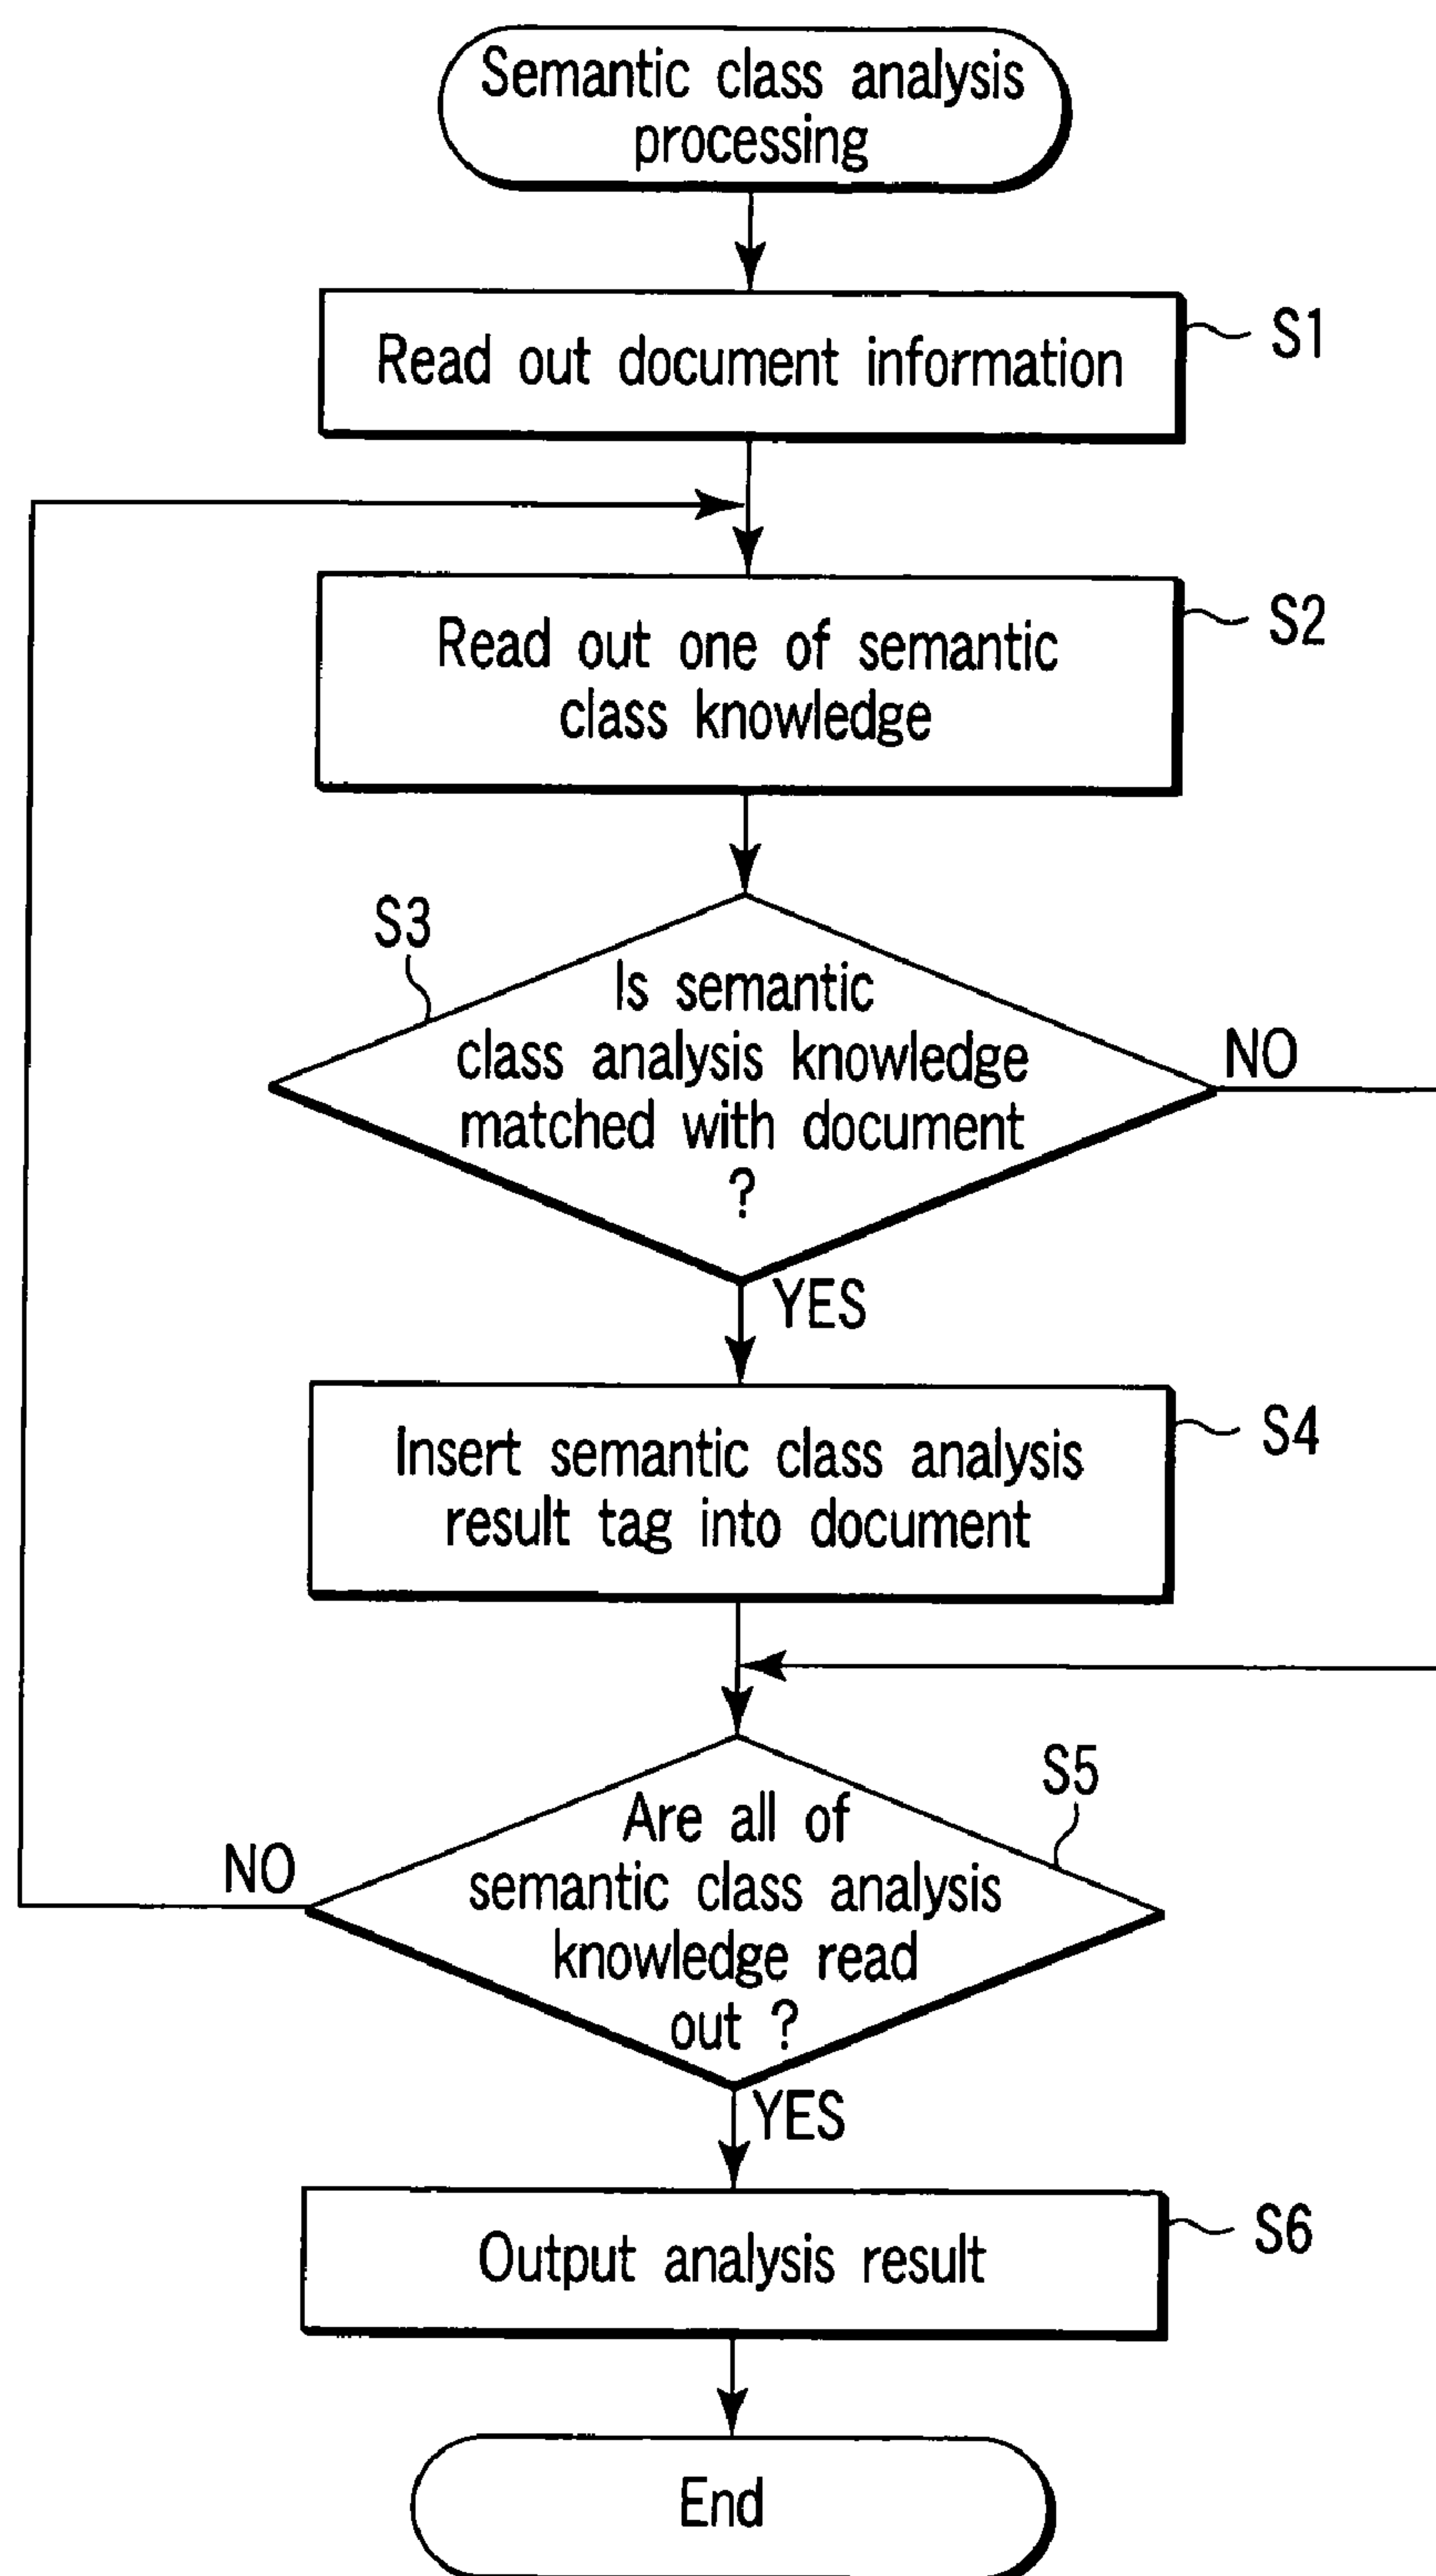 Semantic class analysis
processing
Read out document information
S1
Read out one of semantic
class knowledge
S2
S3
Is semantic
class analysis knowledge
matched with document
?
NO
YES
Insert semantic class analysis
result tag into document
S4
S5
Are all of
semantic class analysis
knowledge read
out ?
NO
YES
Output analysis result
S6
End